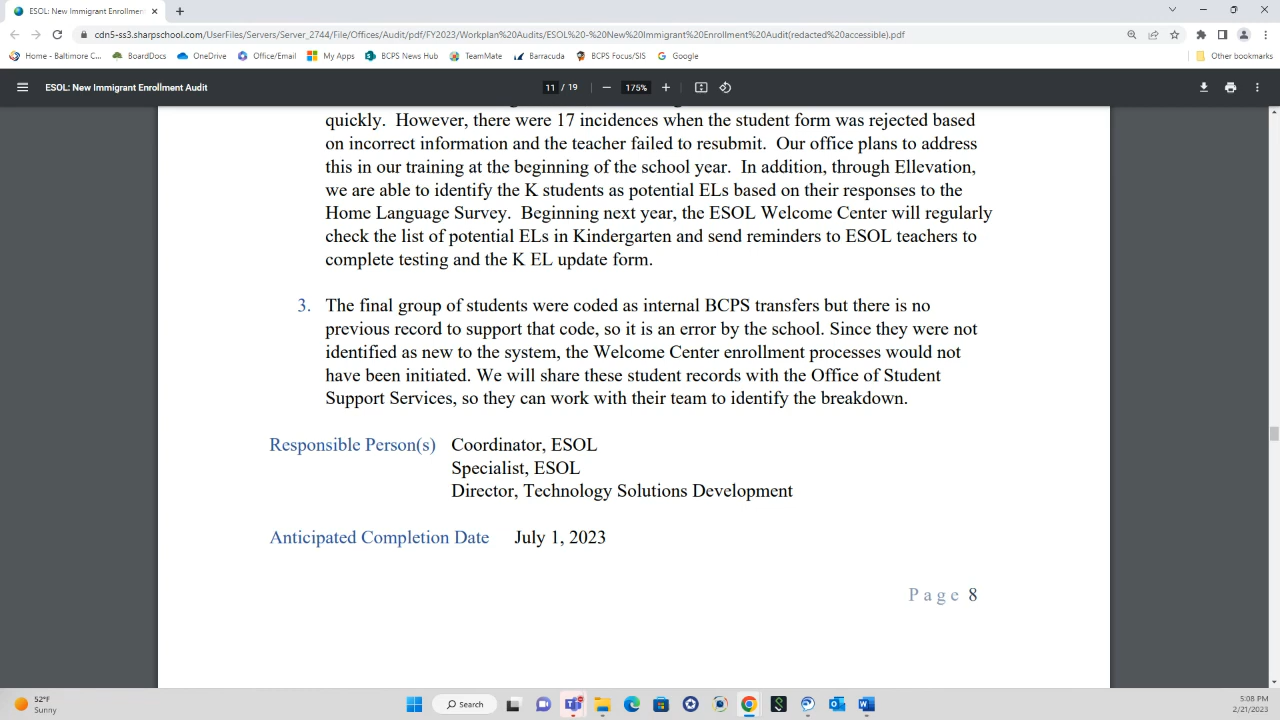 ESOL: New Immigrant Enrollment
cdn5-ss3.sharpschool.com/UserFiles/Servers/Server_2744/File/Offices/Audit/pdf/FY2023/Workplan%20Audits/ESOL%20-%20New%20Immigrant%20Enrollment%20Audit(redacted%20accessible).pdf
Home - Baltimore C... BoardDocs OneDrive Office/Email My Apps BCPS News Hub TeamMate Barracuda BCPS Focus/SIS Google Other bookmarks
ESOL: New Immigrant Enrollment Audit 11 / 19 175%
quickly. However, there were 17 incidences when the student form was rejected based
on incorrect information and the teacher failed to resubmit. Our office plans to address
this in our training at the beginning of the school year. In addition, through Ellevation,
we are able to identify the K students as potential ELs based on their responses to the
Home Language Survey. Beginning next year, the ESOL Welcome Center will regularly
check the list of potential ELs in Kindergarten and send reminders to ESOL teachers to
complete testing and the K EL update form.
3. The final group of students were coded as internal BCPS transfers but there is no
previous record to support that code, so it is an error by the school. Since they were not
identified as new to the system, the Welcome Center enrollment processes would not
have been initiated. We will share these student records with the Office of Student
Support Services, so they can work with their team to identify the breakdown.
Responsible Person(s) Coordinator, ESOL
Specialist, ESOL
Director, Technology Solutions Development
Anticipated Completion Date July 1, 2023
Page 8
52°F
Sunny
Search
5:08 PM
2/21/2023